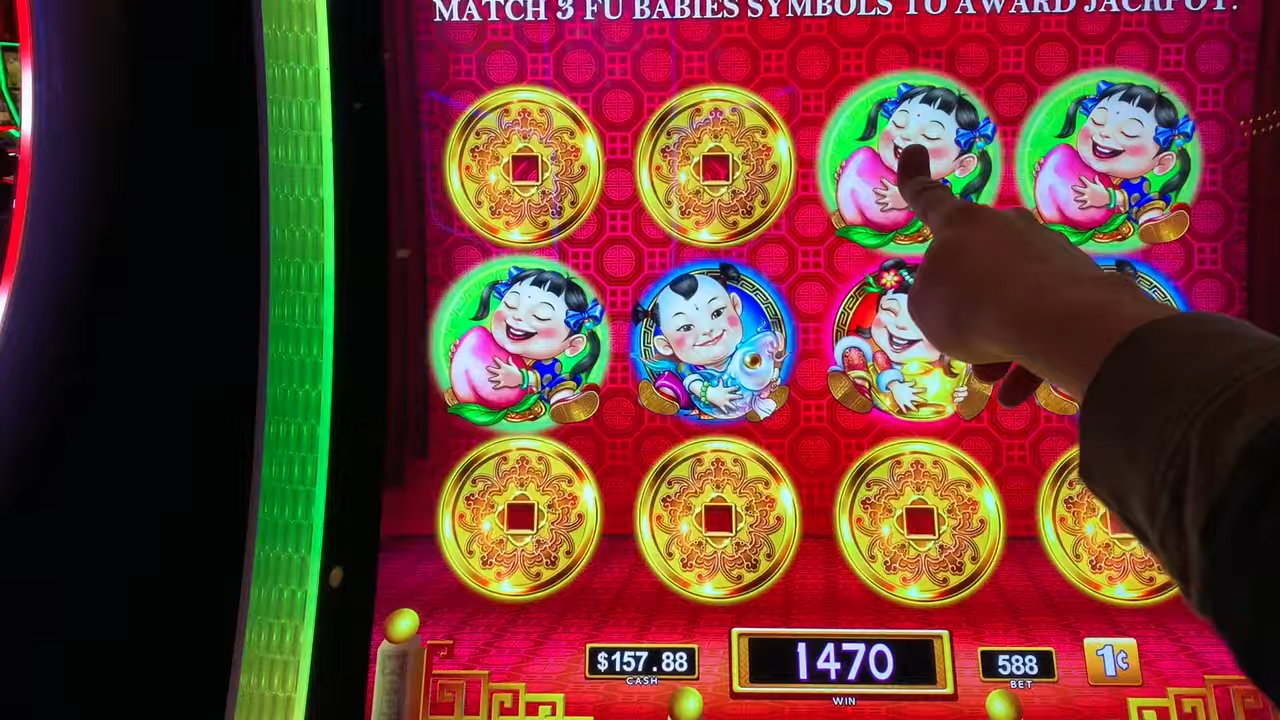 MATCH 3 FU BABIES SYMBOLS TO AWARD JACKPOT.
$157.88
CASH
1470
WIN
588
BET
1¢